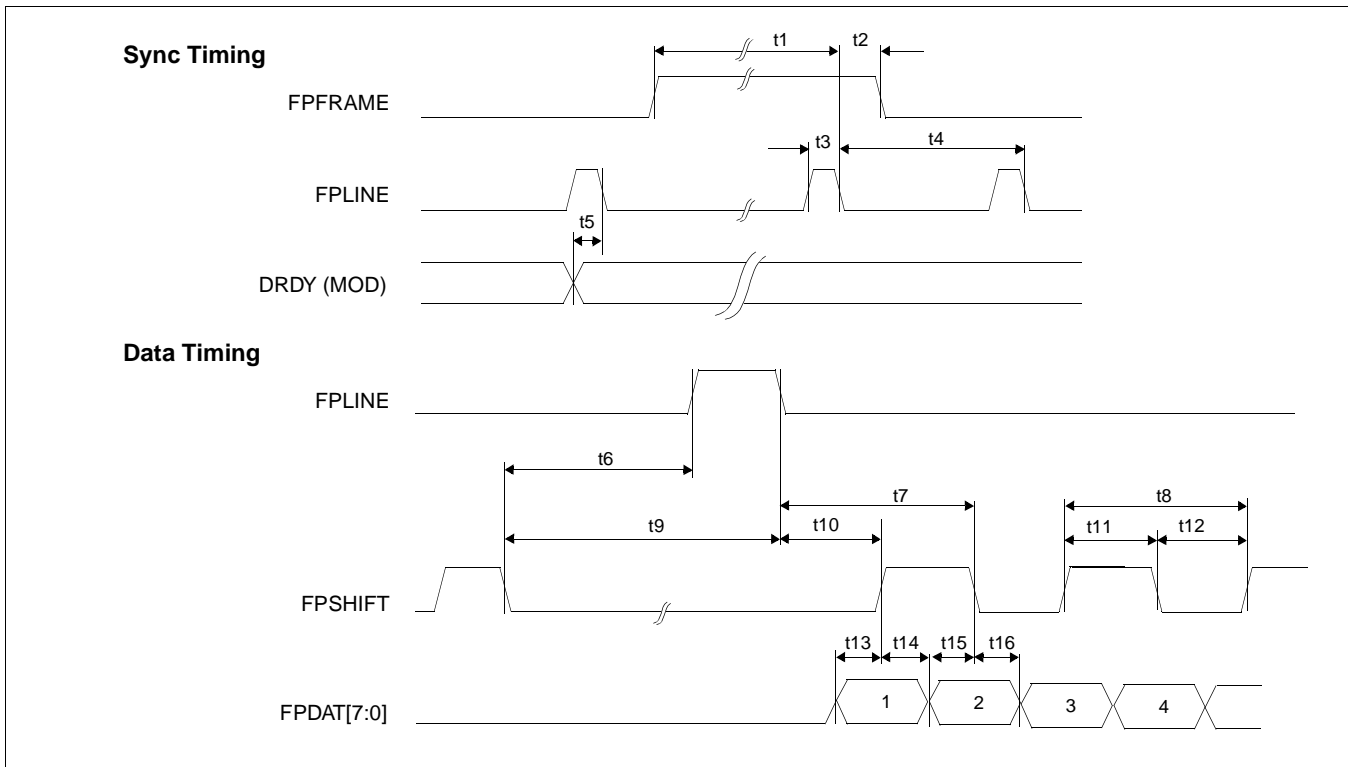 Sync Timing
t1
t2
FPFRAME
t3
t4
FPLINE
t5
DRDY (MOD)
Data Timing
FPLINE
t6
t7
t8
t9
t10
t11
t12
FPSHIFT
t13
t14
t15
t16
FPDAT[7:0]
1
2
3
4